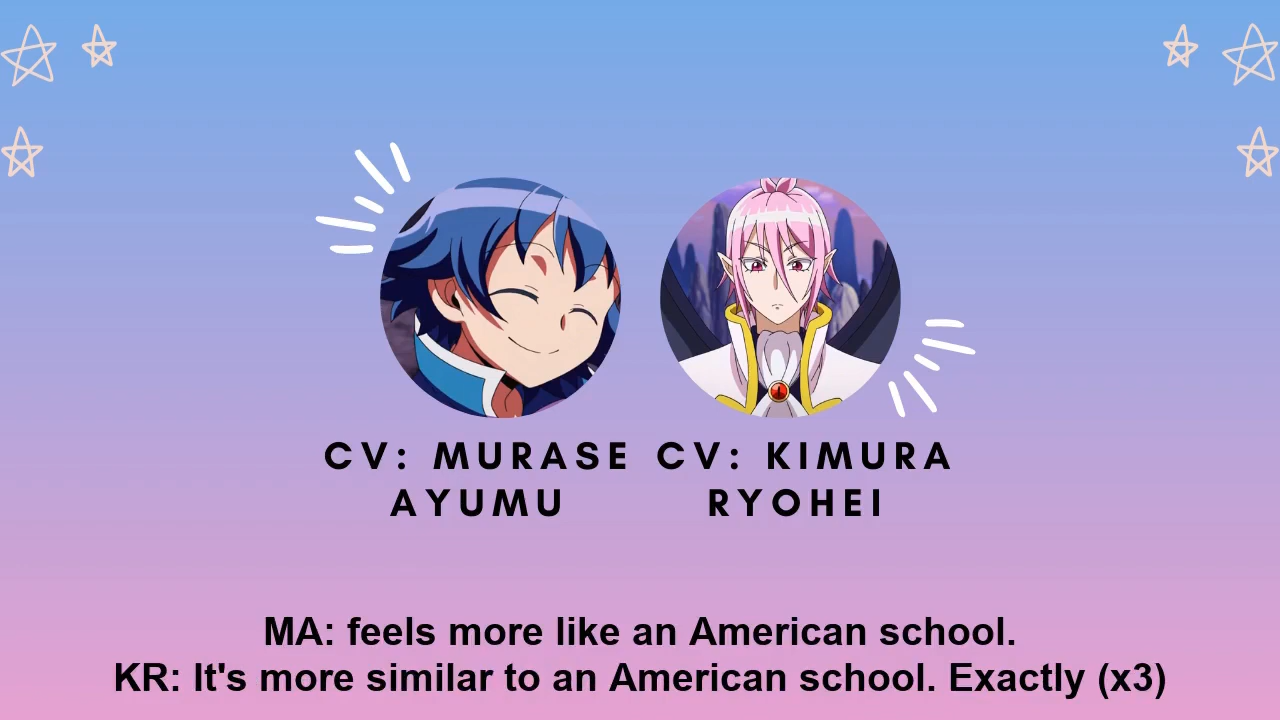 CV: MURASE
AYUMU
CV: KIMURA
RYOHEI
MA: feels more like an American school.
KR: It's more similar to an American school. Exactly (x3)